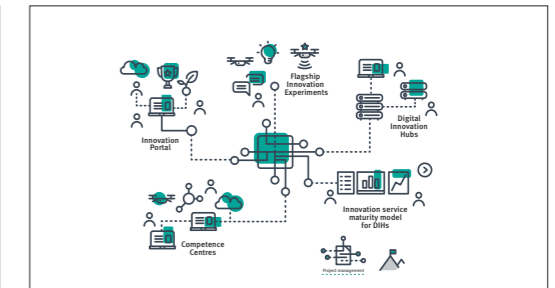 Flagship
Innovation
Experiments
Digital
Innovation
Hubs
Innovation
Portal
Innovation service
maturity model
for DIHs
Competence
Centres
Project management